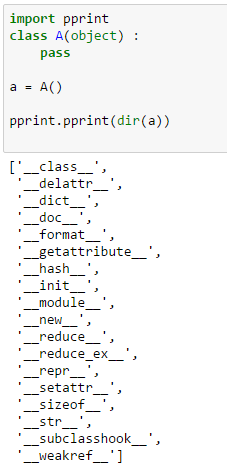 import pprint
class A(object) :
    pass
a = A()
pprint.pprint(dir(a))
['__class__',
 '__delattr__',
 '__dict__',
 '__doc__',
 '__format__',
 '__getattribute__',
 '__hash__',
 '__init__',
 '__module__',
 '__new__',
 '__reduce__',
 '__reduce_ex__',
 '__repr__',
 '__setattr__',
 '__sizeof__',
 '__str__',
 '__subclasshook__',
 '__weakref__']